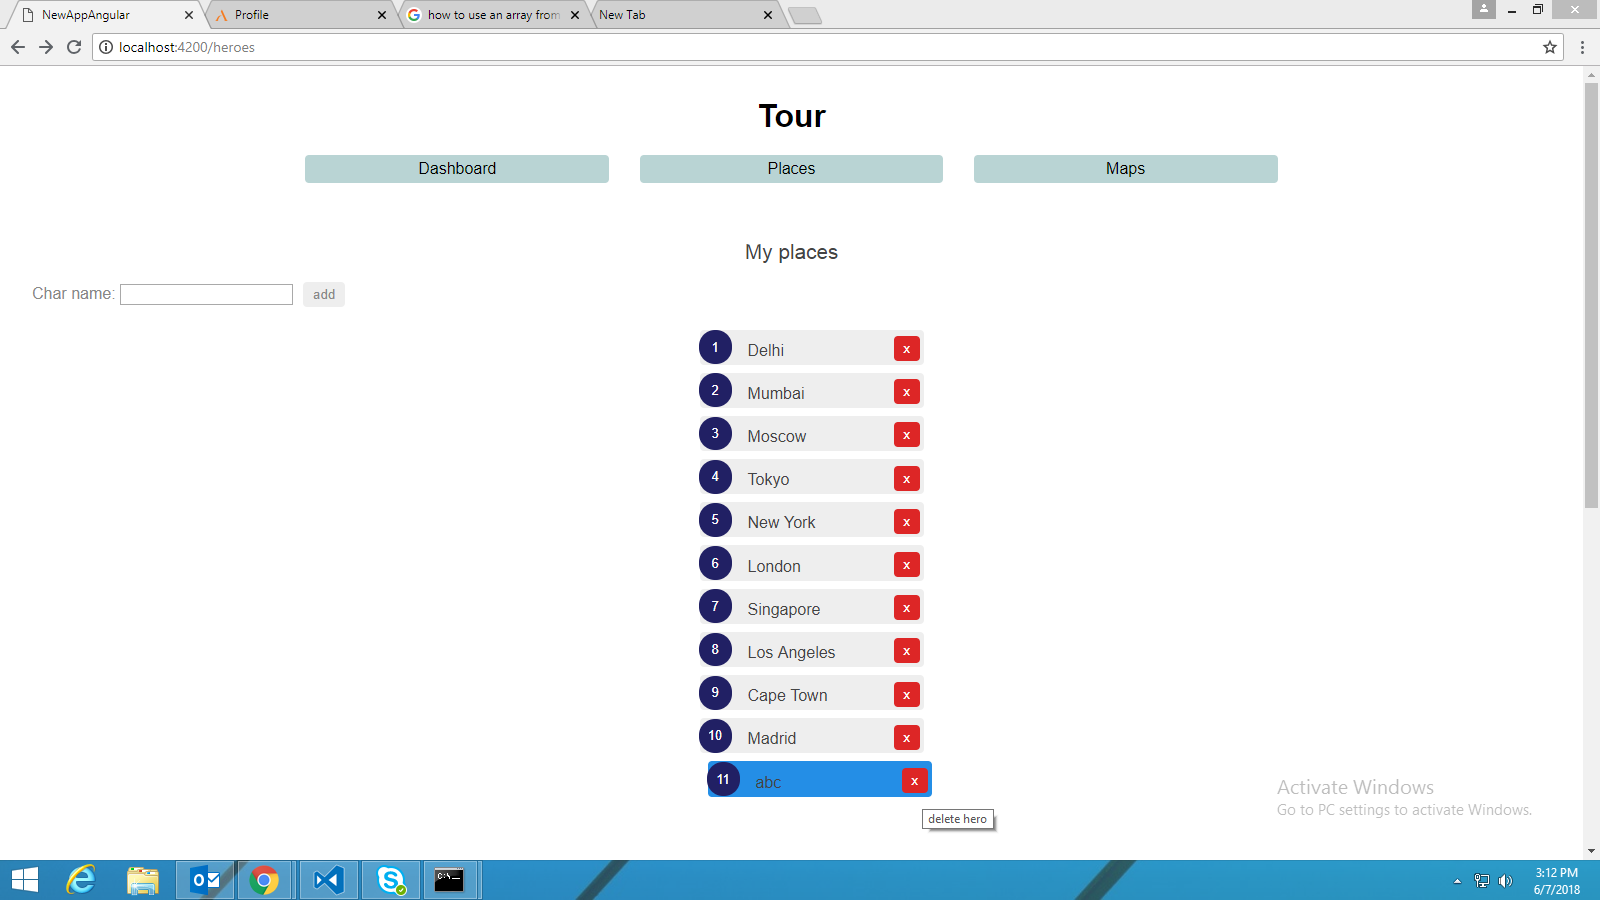 NewAppAngular
Profile
how to use an array from
New Tab
localhost:4200/heroes
Tour
Dashboard
Places
Maps
My places
Char name:
add
1 Delhi x
2 Mumbai x
3 Moscow x
4 Tokyo x
5 New York x
6 London x
7 Singapore x
8 Los Angeles x
9 Cape Town x
10 Madrid x
11 abc x
delete hero
Activate Windows
Go to PC settings to activate Windows.
3:12 PM
6/7/2018